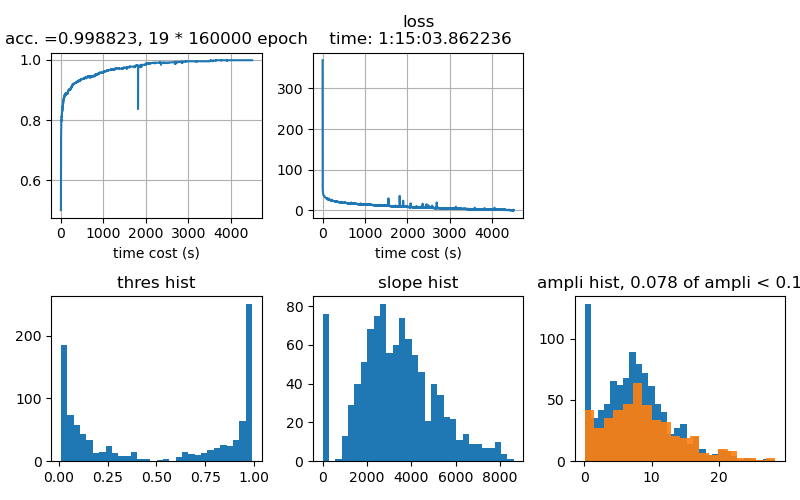 acc. =0.998823, 19 * 160000 epoch
1.0
0.8
0.6
0 1000 2000 3000 4000
time cost (s)
loss
time: 1:15:03.862236
300
200
100
0
0 1000 2000 3000 4000
time cost (s)
thres hist
200
100
0
0.00 0.25 0.50 0.75 1.00
slope hist
80
60
40
20
0
0 2000 4000 6000 8000
ampli hist, 0.078 of ampli < 0.1
100
50
0
0 10 20